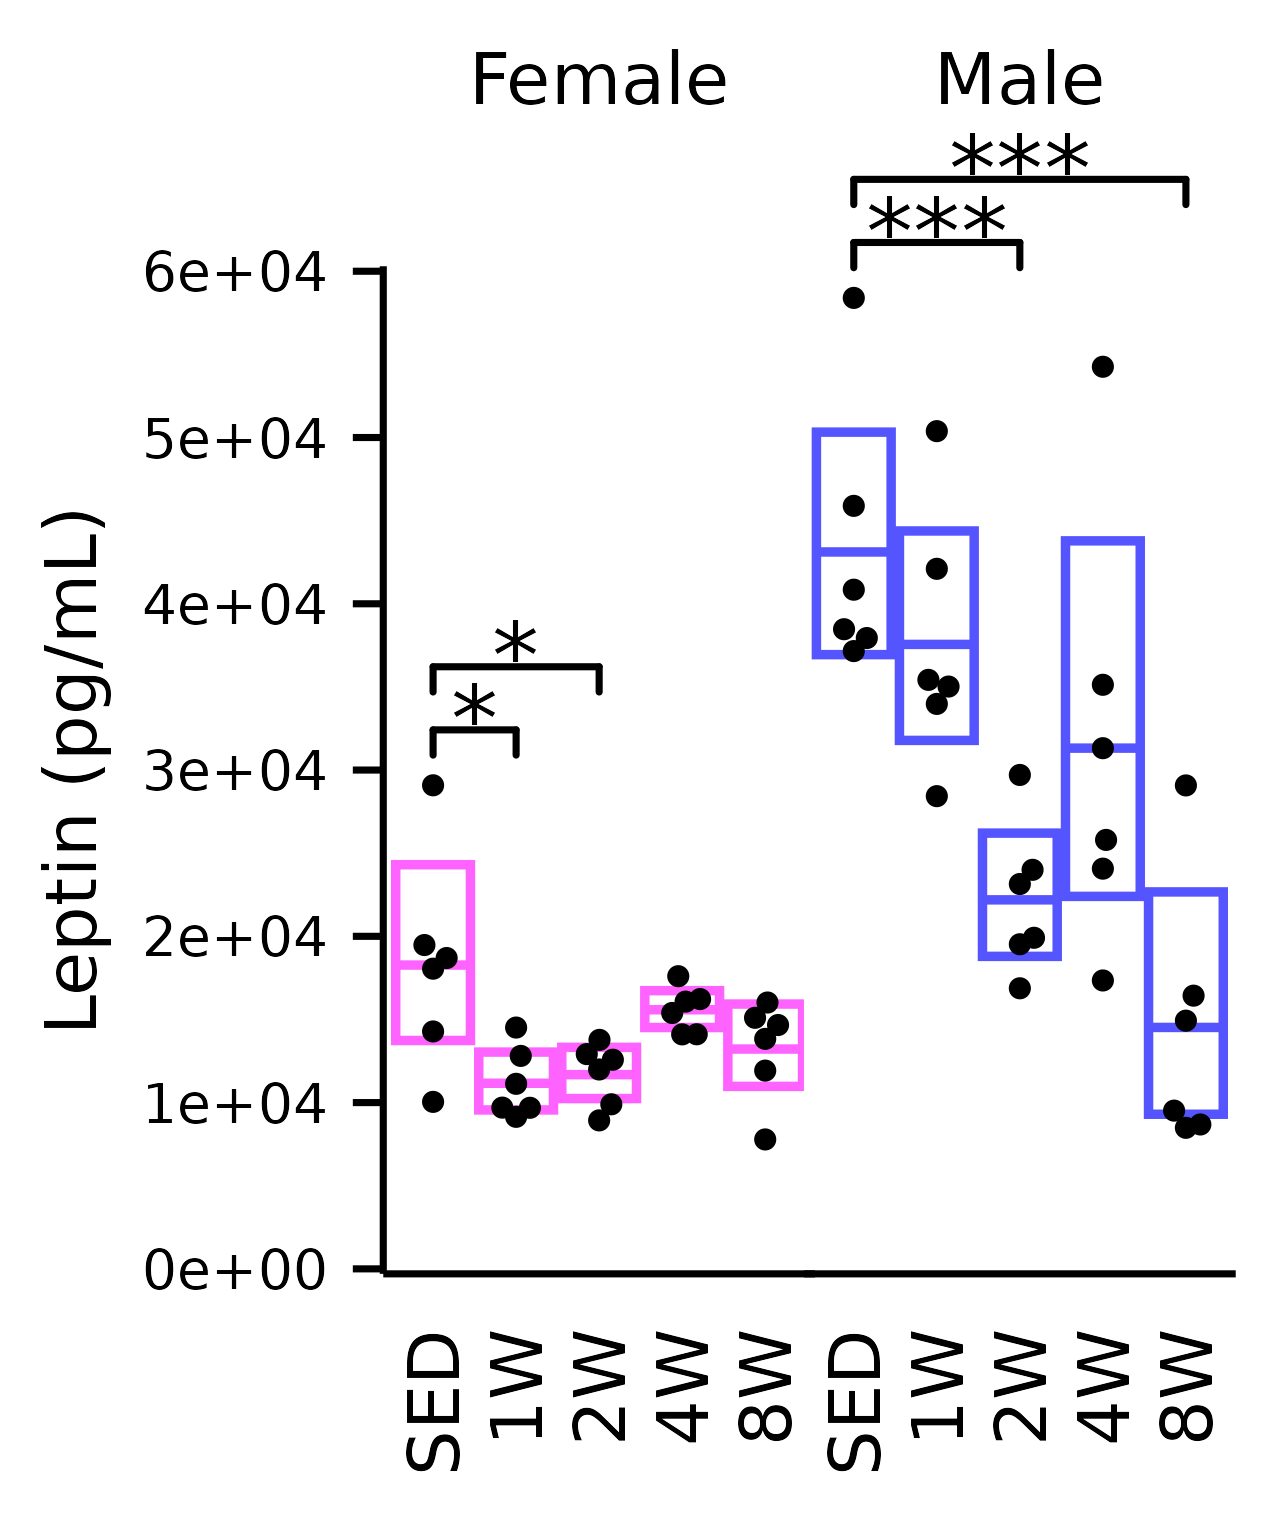 Female Male
***
***
6e+04
5e+04
4e+04
*
*
3e+04
2e+04
1e+04
0e+00
Leptin (pg/mL)
SED 1W 2W 4W 8W SED 1W 2W 4W 8W